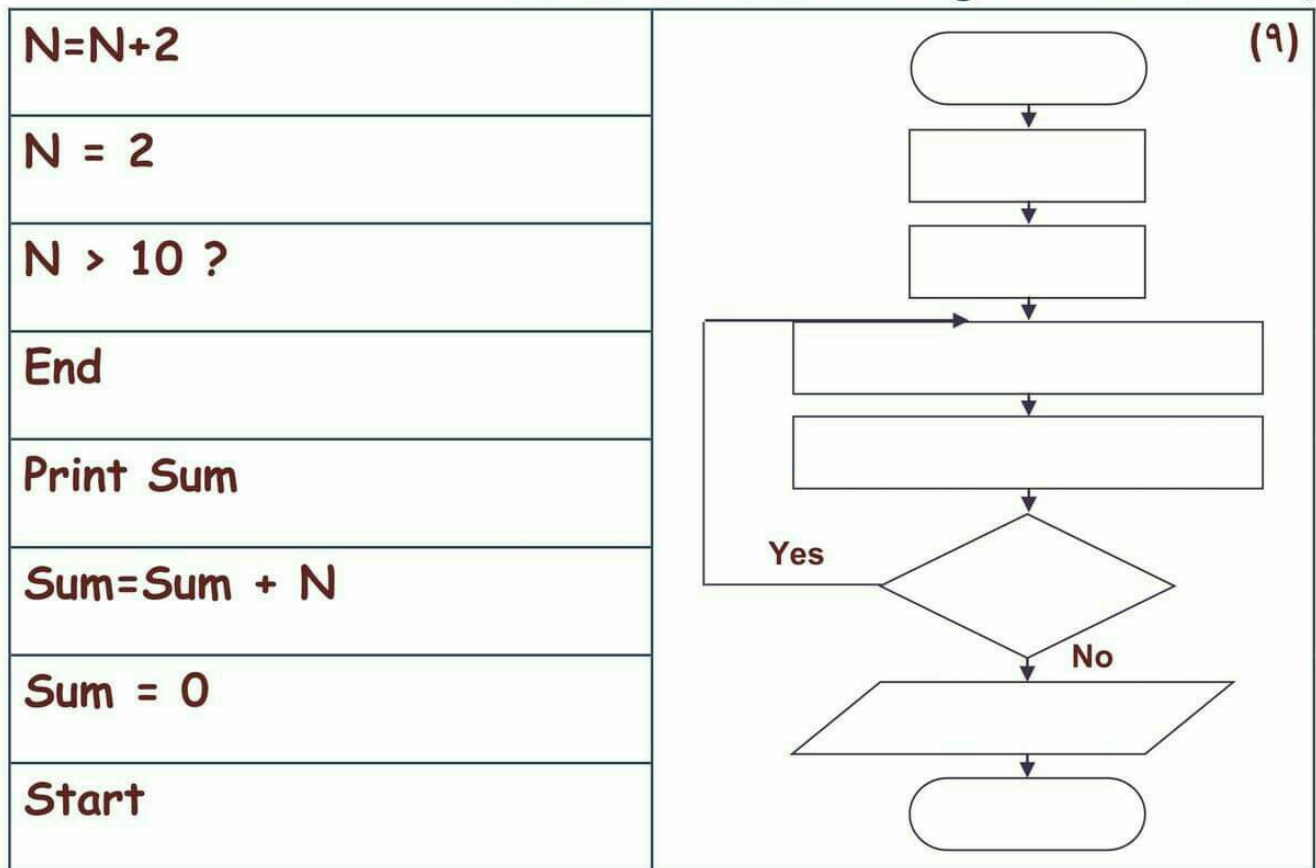 N=N+2
N = 2
N > 10 ?
End
Print Sum
Sum=Sum + N
Sum = 0
Start
(٩)
Yes
No